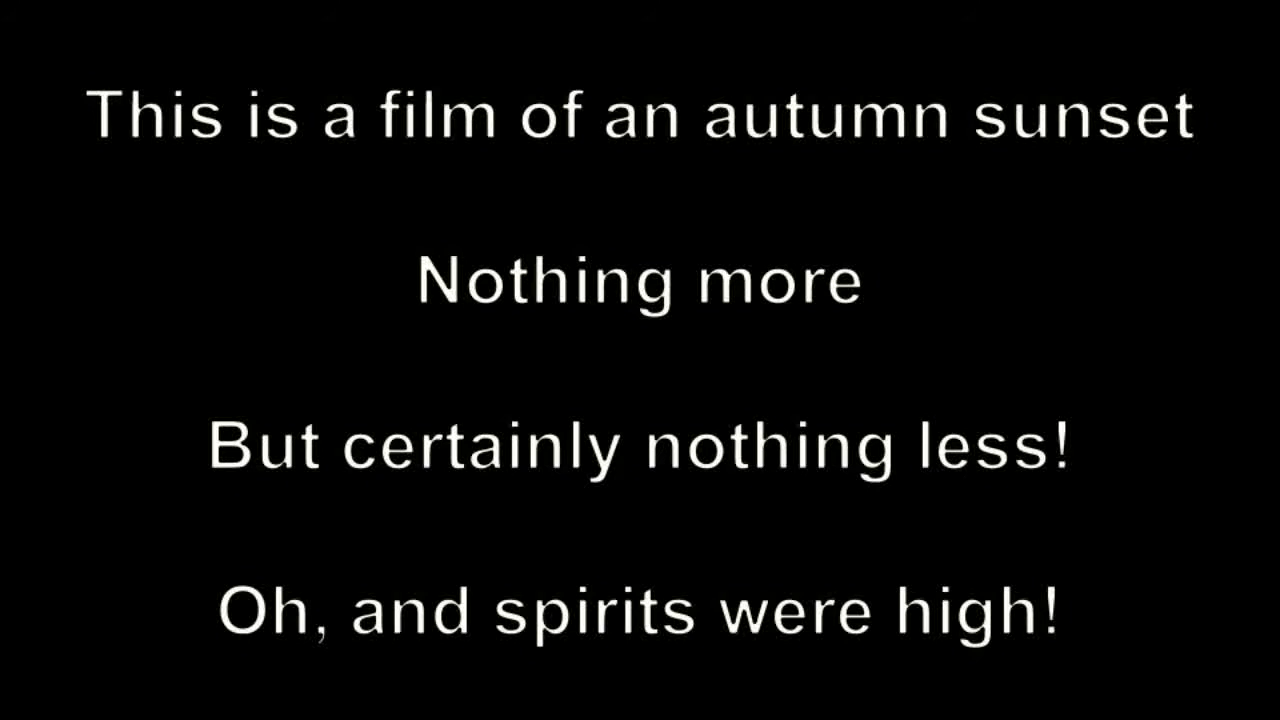 This is a film of an autumn sunset
Nothing more
But certainly nothing less!
Oh, and spirits were high!